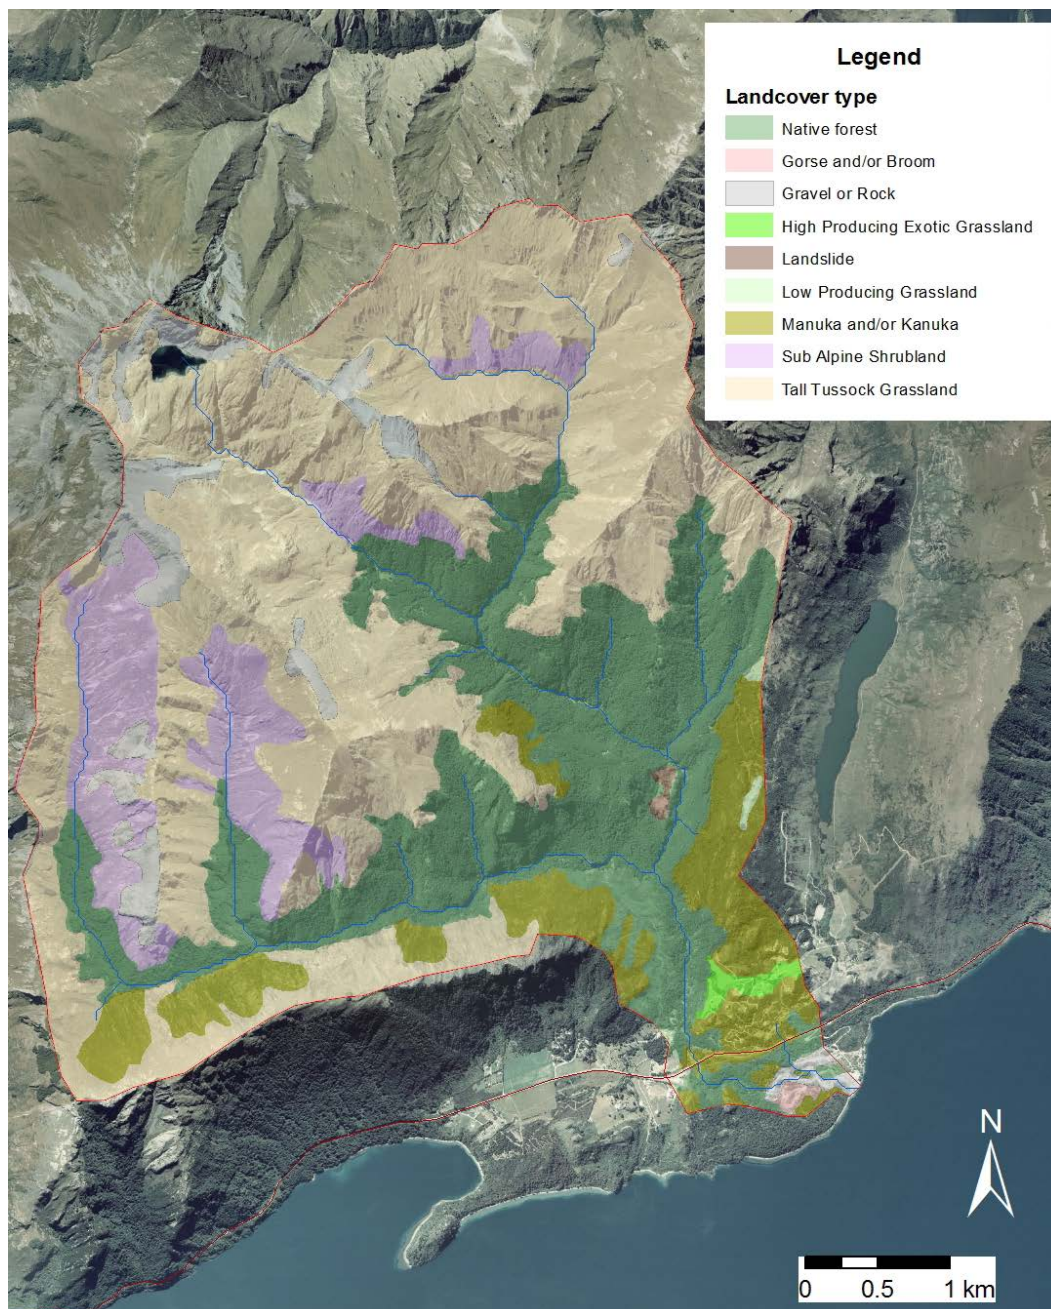 Legend
Landcover type
Native forest
Gorse and/or Broom
Gravel or Rock
High Producing Exotic Grassland
Landslide
Low Producing Grassland
Manuka and/or Kanuka
Sub Alpine Shrubland
Tall Tussock Grassland
N
0 0.5 1 km